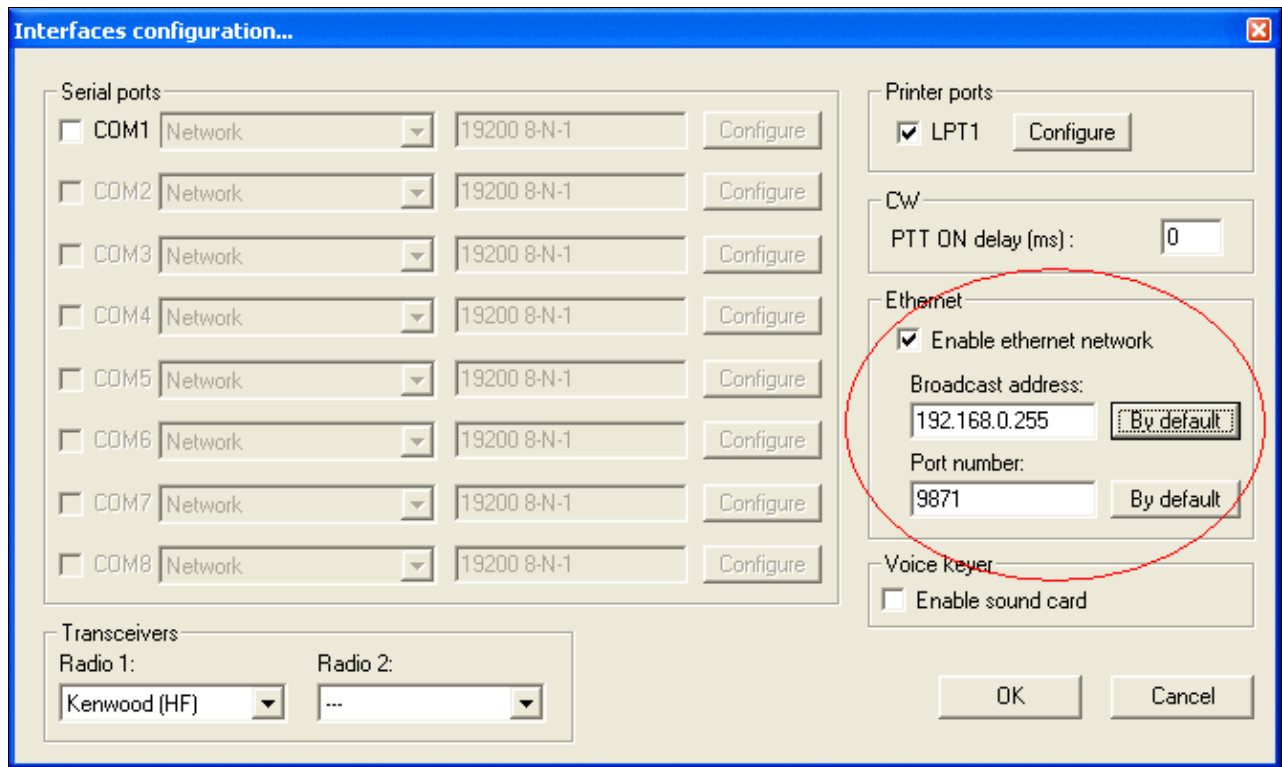 Interfaces configuration...
Serial ports
COM1 Network 19200 8-N-1 Configure
COM2 Network 19200 8-N-1 Configure
COM3 Network 19200 8-N-1 Configure
COM4 Network 19200 8-N-1 Configure
COM5 Network 19200 8-N-1 Configure
COM6 Network 19200 8-N-1 Configure
COM7 Network 19200 8-N-1 Configure
COM8 Network 19200 8-N-1 Configure
Transceivers
Radio 1: Radio 2:
Kenwood (HF) ---
Printer ports
LPT1 Configure
CW
PTT ON delay (ms) : 0
Ethernet
Enable ethernet network
Broadcast address:
192.168.0.255 By default
Port number:
9871 By default
Voice keyer
Enable sound card
OK Cancel